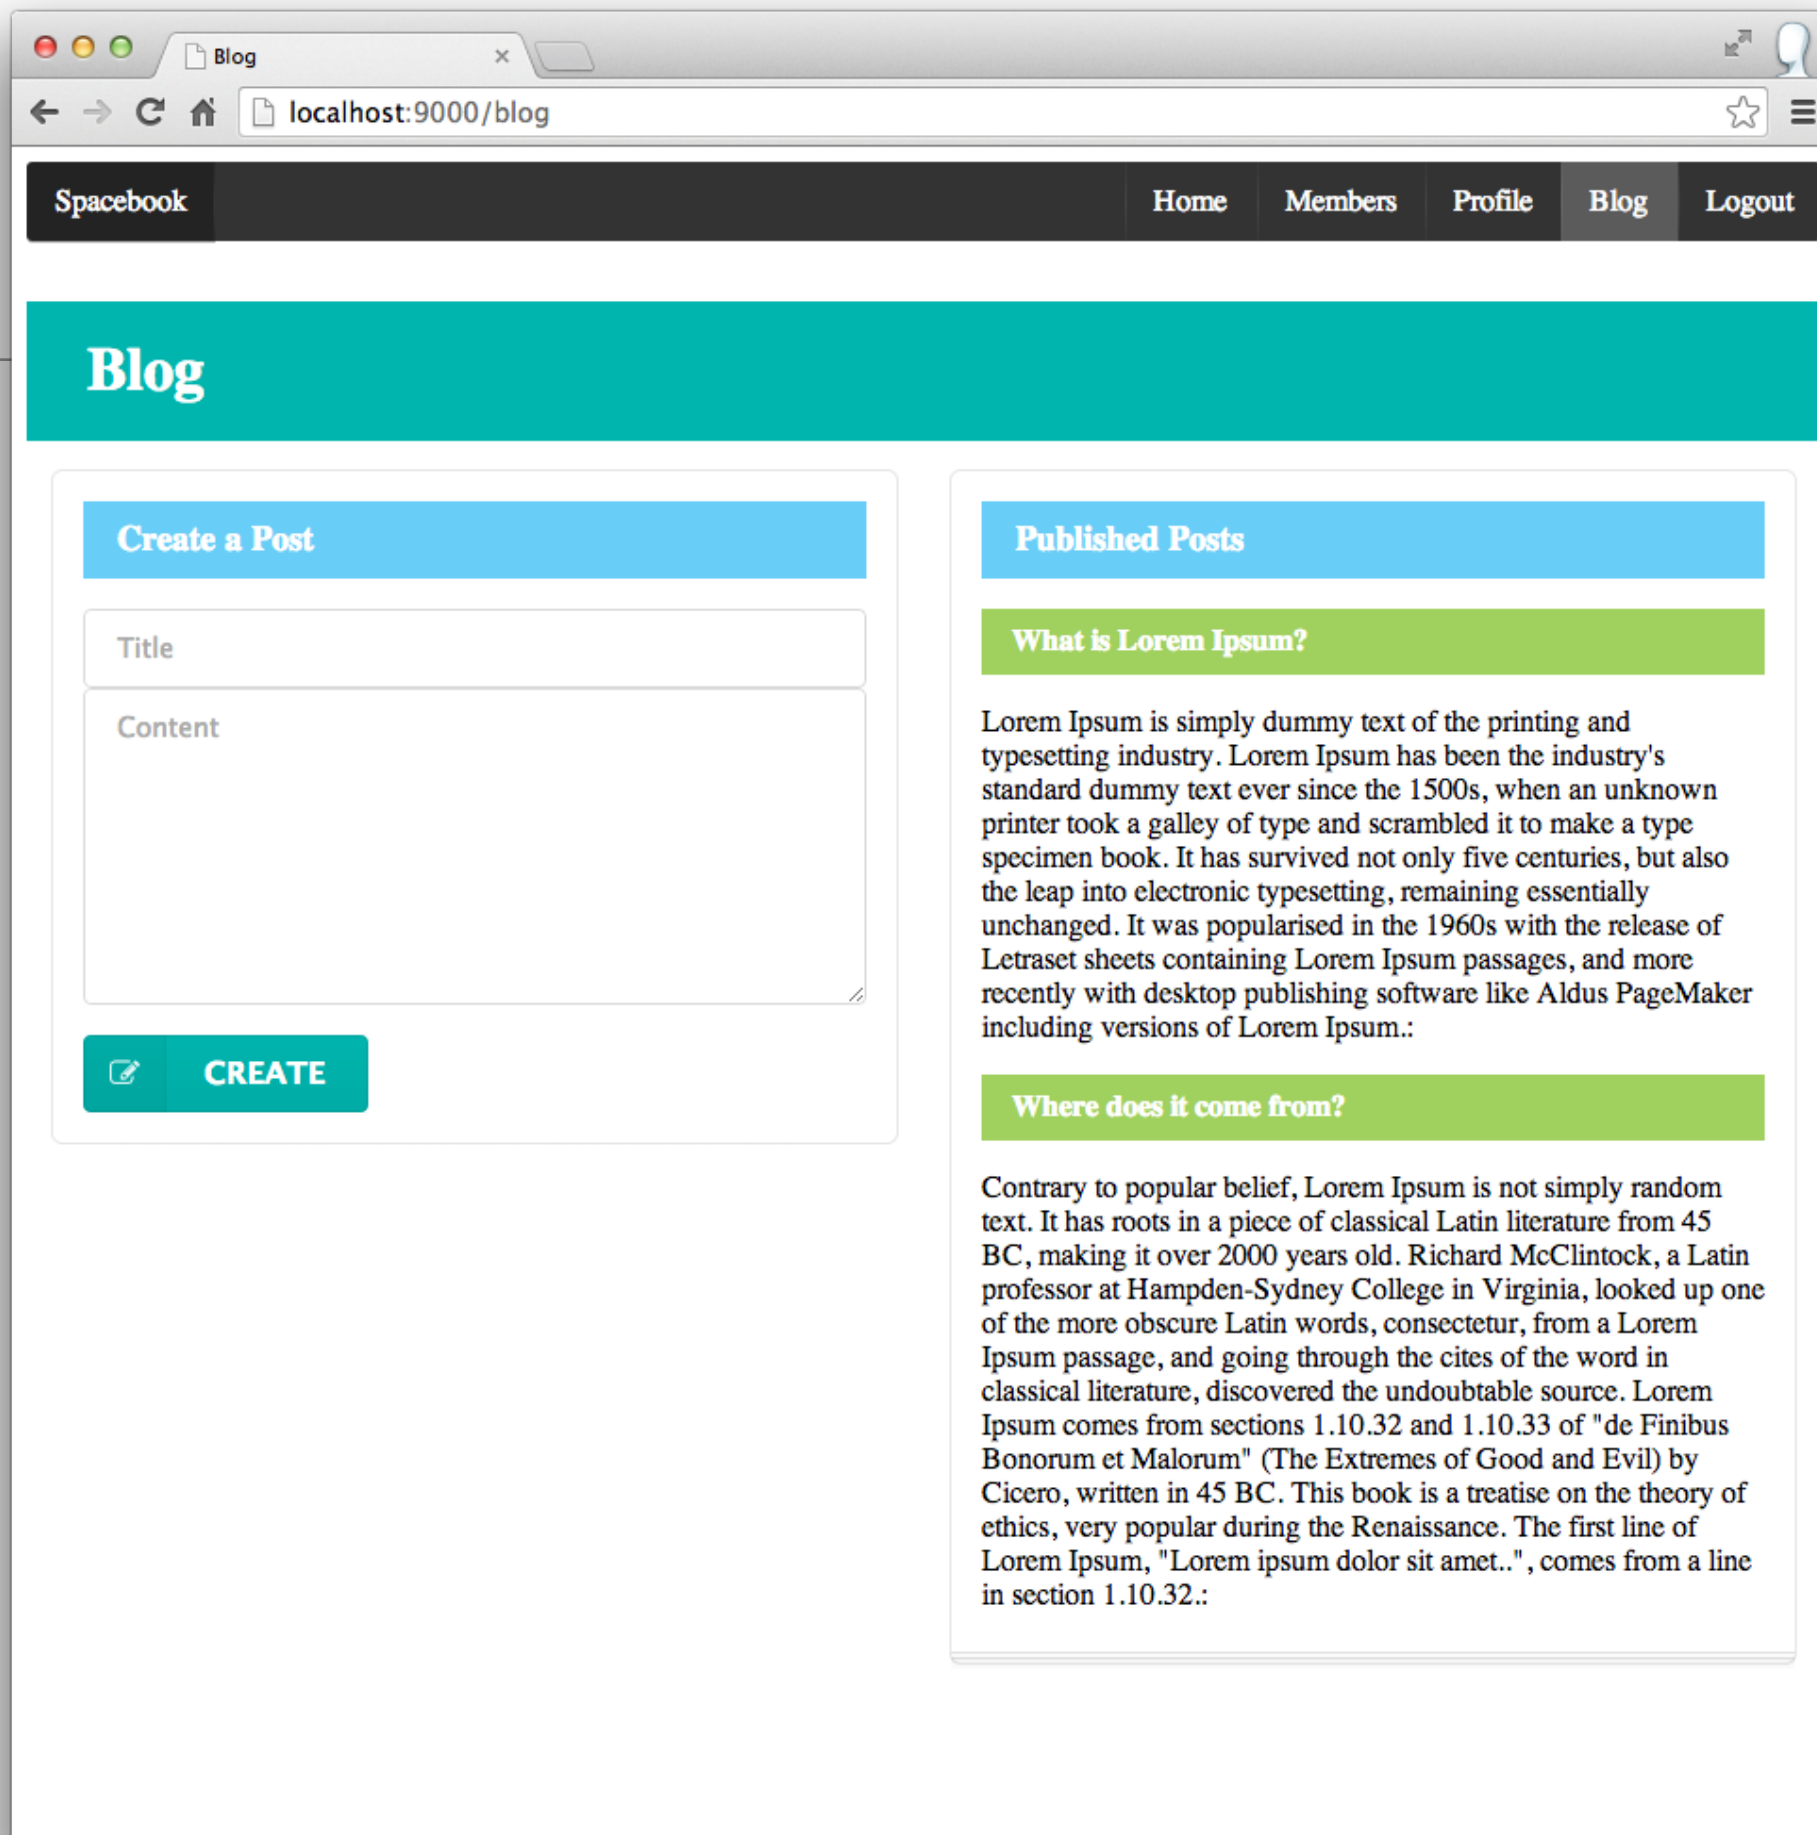 Blog
localhost:9000/blog
Spacebook Home Members Profile Blog Logout
Blog
Create a Post
Title
Content
CREATE
Published Posts
What is Lorem Ipsum?
Lorem Ipsum is simply dummy text of the printing and
typesetting industry. Lorem Ipsum has been the industry's
standard dummy text ever since the 1500s, when an unknown
printer took a galley of type and scrambled it to make a type
specimen book. It has survived not only five centuries, but also
the leap into electronic typesetting, remaining essentially
unchanged. It was popularised in the 1960s with the release of
Letraset sheets containing Lorem Ipsum passages, and more
recently with desktop publishing software like Aldus PageMaker
including versions of Lorem Ipsum.:
Where does it come from?
Contrary to popular belief, Lorem Ipsum is not simply random
text. It has roots in a piece of classical Latin literature from 45
BC, making it over 2000 years old. Richard McClintock, a Latin
professor at Hampden-Sydney College in Virginia, looked up one
of the more obscure Latin words, consectetur, from a Lorem
Ipsum passage, and going through the cites of the word in
classical literature, discovered the undoubtable source. Lorem
Ipsum comes from sections 1.10.32 and 1.10.33 of "de Finibus
Bonorum et Malorum" (The Extremes of Good and Evil) by
Cicero, written in 45 BC. This book is a treatise on the theory of
ethics, very popular during the Renaissance. The first line of
Lorem Ipsum, "Lorem ipsum dolor sit amet..", comes from a line
in section 1.10.32.: